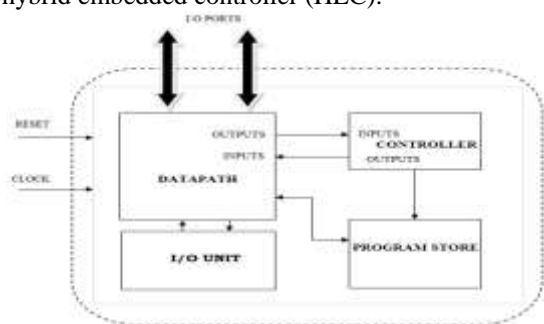 hybrid embedded controller (HEC).
I/O PORTS
RESET
CLOCK
OUTPUTS
INPUTS
DATAPATH
INPUTS
CONTROLLER
OUTPUTS
I/O UNIT
PROGRAM STORE